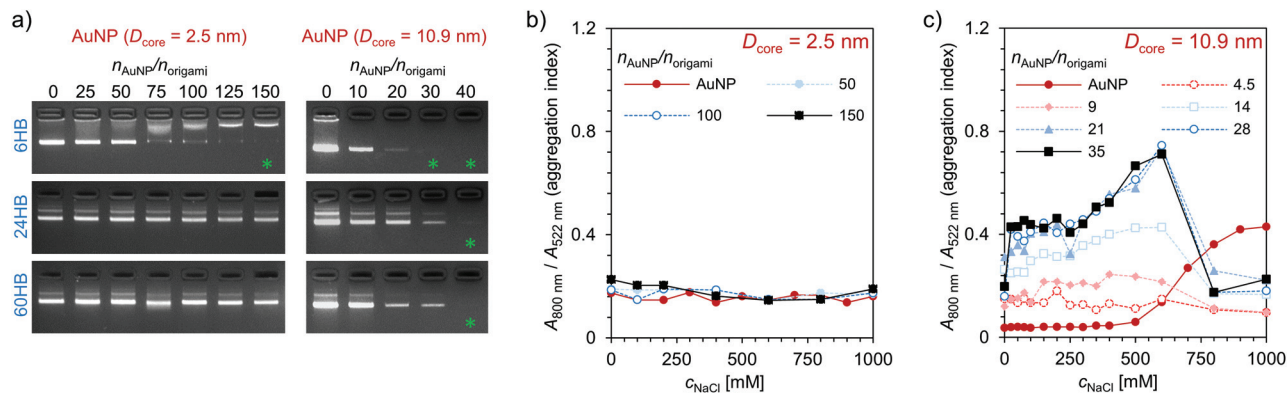 a)
AuNP (Dcore = 2.5 nm)
AuNP (Dcore = 10.9 nm)
nAuNP/norigami
nAuNP/norigami
0 25 50 75 100 125 150
0 10 20 30 40
6HB
*
* *
24HB
*
60HB
*
b)
Dcore = 2.5 nm
nAuNP/norigami
AuNP
50
100
150
A800 nm / A522 nm (aggregation index)
1.2
0.8
0.4
0
0 250 500 750 1000
cNaCl [mM]
c)
Dcore = 10.9 nm
nAuNP/norigami
AuNP
4.5
9
14
21
28
35
A800 nm / A522 nm (aggregation index)
1.2
0.8
0.4
0
0 250 500 750 1000
cNaCl [mM]